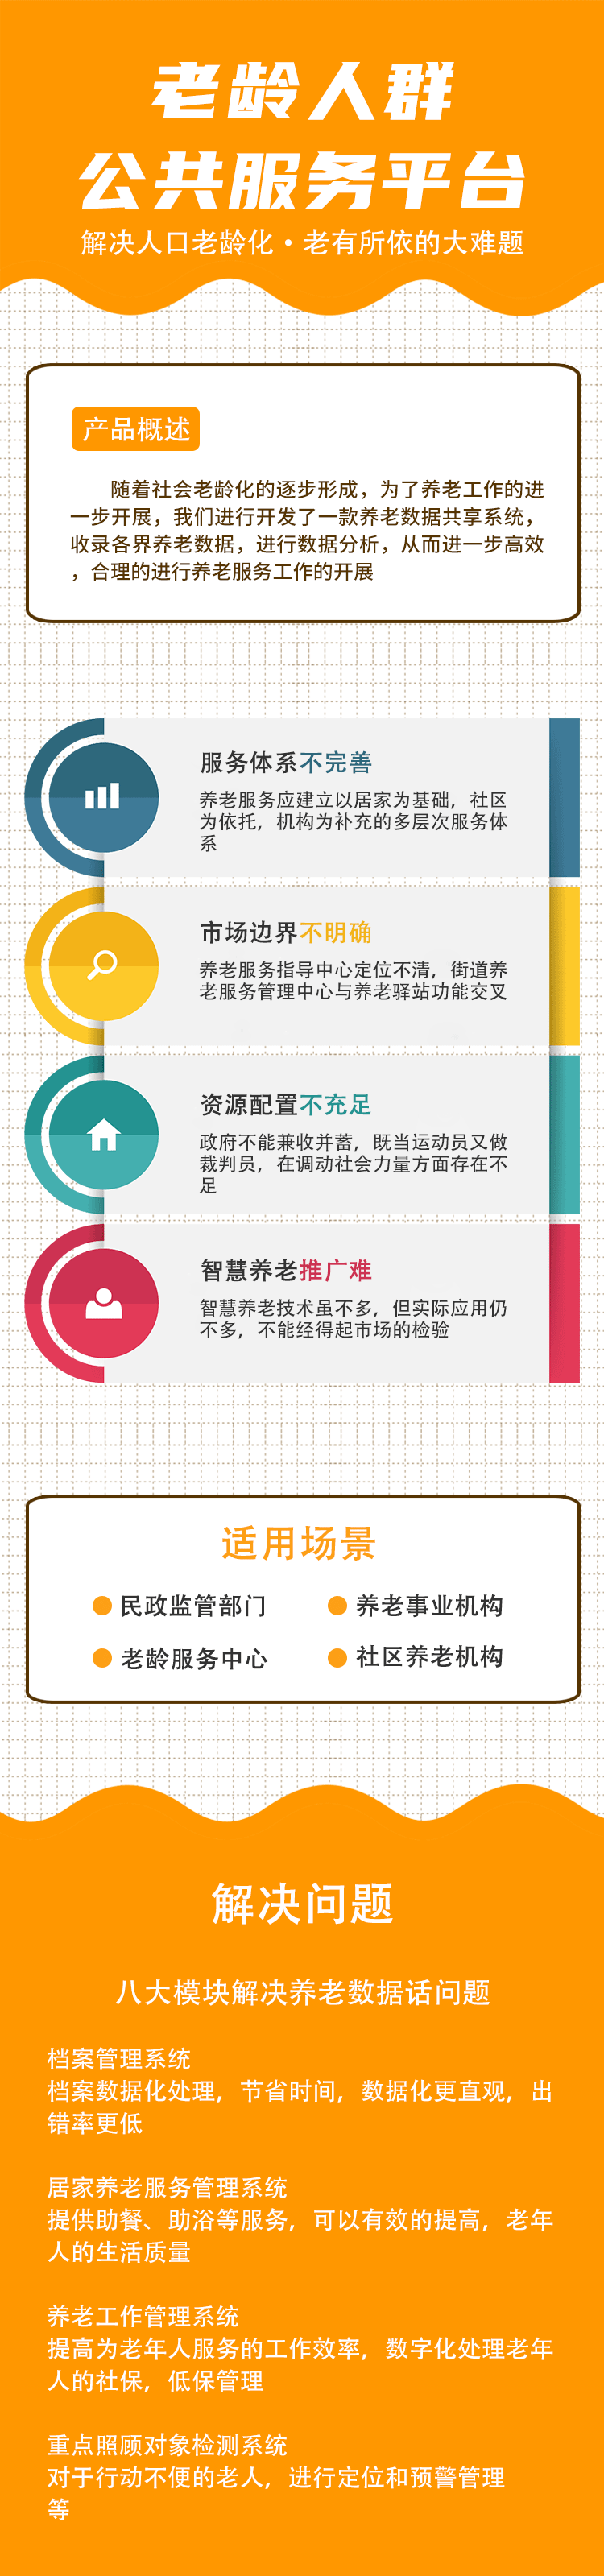 老龄人群
公共服务平台
解决人口老龄化·老有所依的大难题
产品概述
随着社会老龄化的逐步形成，为了养老工作的进
一步开展，我们进行开发了一款养老数据共享系统，
收录各界养老数据，进行数据分析，从而进一步高效
，合理的进行养老服务工作的开展
服务体系不完善
养老服务应建立以居家为基础，社区
为依托，机构为补充的多层次服务体
系
市场边界不明确
养老服务指导中心定位不清，街道养
老服务管理中心与养老驿站功能交叉
资源配置不充足
政府不能兼收并蓄，既当运动员又做
裁判员，在调动社会力量方面存在不
足
智慧养老推广难
智慧养老技术虽不多，但实际应用仍
不多，不能经得起市场的检验
适用场景
民政监管部门
养老事业机构
老龄服务中心
社区养老机构
解决问题
八大模块解决养老数据话问题
档案管理系统
档案数据化处理，节省时间，数据化更直观，出
错率更低
居家养老服务管理系统
提供助餐、助浴等服务，可以有效的提高，老年
人的生活质量
养老工作管理系统
提高为老年人服务的工作效率，数字化处理老年
人的社保，低保管理
重点照顾对象检测系统
对于行动不便的老人，进行定位和预警管理
等